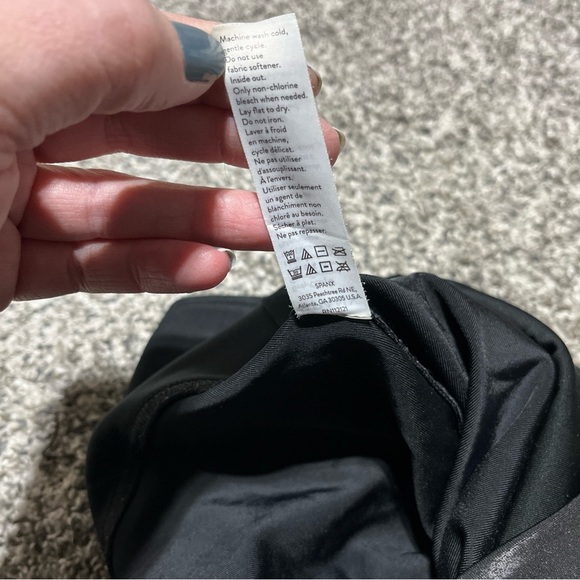 Machine wash cold,
gentle cycle.
Do not use
fabric softener.
Inside out.
Only non-chlorine
bleach when needed.
Lay flat to dry.
Do not iron.
Laver à froid
en machine,
cycle délicat.
Ne pas utiliser
d'assouplissant.
À l'envers.
Utiliser seulement
un agent de
blanchiment non
chloré au besoin.
Sécher à plat.
Ne pas repasser.
SPANX
3035 Peachtree Rd NE,
Atlanta, GA 30305 U.S.A.
RN112121